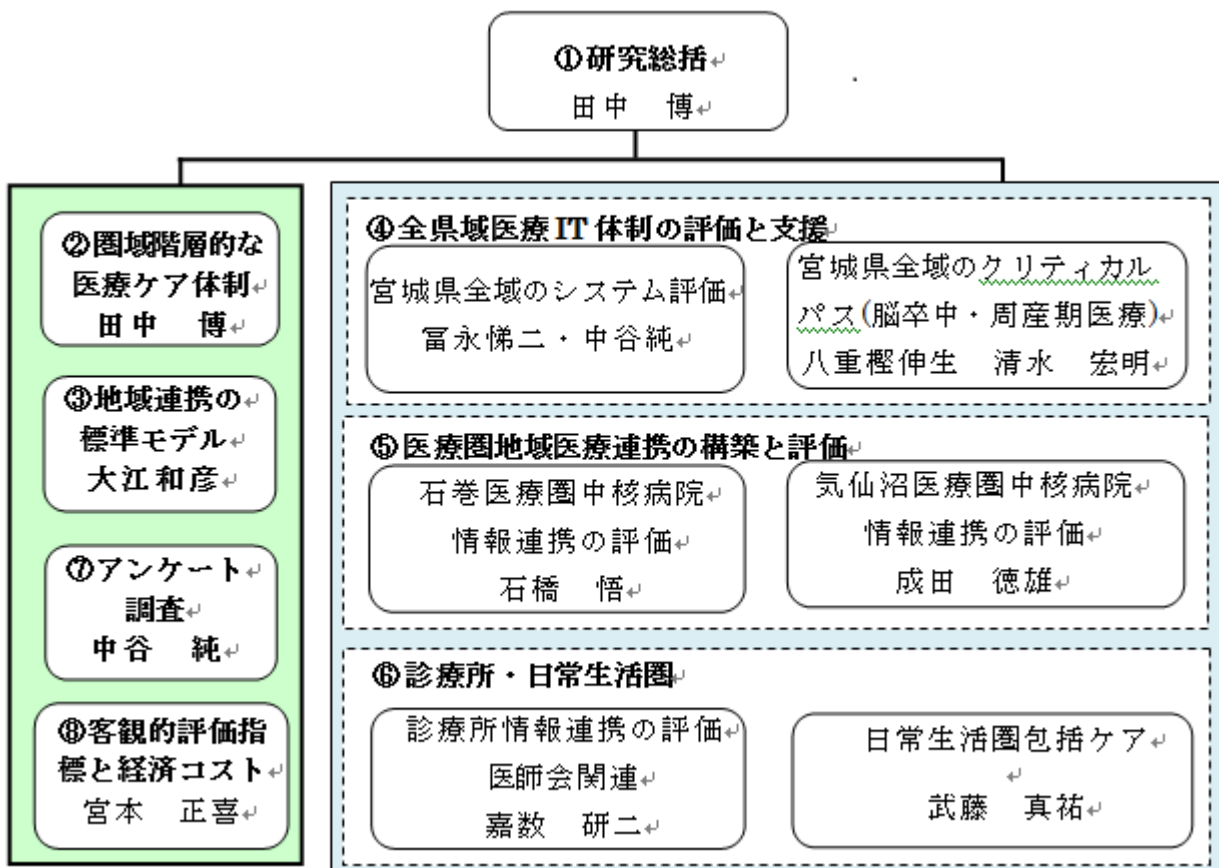 ①研究総括
田中　博
②圏域階層的な
医療ケア体制
田中　博
③地域連携の
標準モデル
大江和彦
⑦アンケート
調査
中谷　純
⑧客観的評価指
標と経済コスト
宮本　正喜
④全県域医療IT体制の評価と支援
宮城県全域のシステム評価
冨永悌二・中谷純
宮城県全域のクリティカル
パス(脳卒中・周産期医療)
八重樫伸生　清水　宏明
⑤医療圏地域医療連携の構築と評価
石巻医療圏中核病院
情報連携の評価
石橋　悟
気仙沼医療圏中核病院
情報連携の評価
成田　徳雄
⑥診療所・日常生活圏
診療所情報連携の評価
医師会関連
嘉数　研二
日常生活圏包括ケア
武藤　真祐